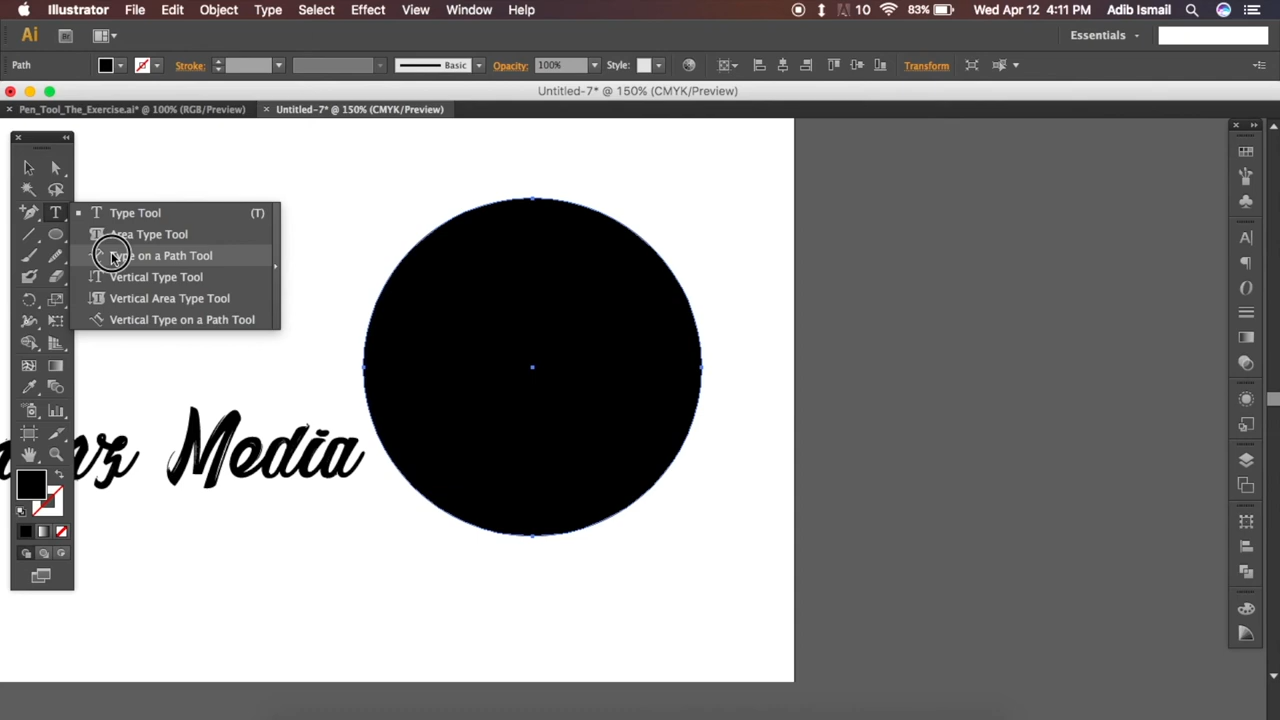 Illustrator File Edit Object Type Select Effect View Window Help 10 83% Wed Apr 12 4:11 PM Adib Ismail
Ai Br Essentials
Path Stroke: Basic Opacity: 100% Style: Transform
Untitled-7* @ 150% (CMYK/Preview)
Pen_Tool_The_Exercise.ai* @ 100% (RGB/Preview) Untitled-7* @ 150% (CMYK/Preview)
Type Tool (T)
Area Type Tool
Type on a Path Tool
Vertical Type Tool
Vertical Area Type Tool
Vertical Type on a Path Tool
Media